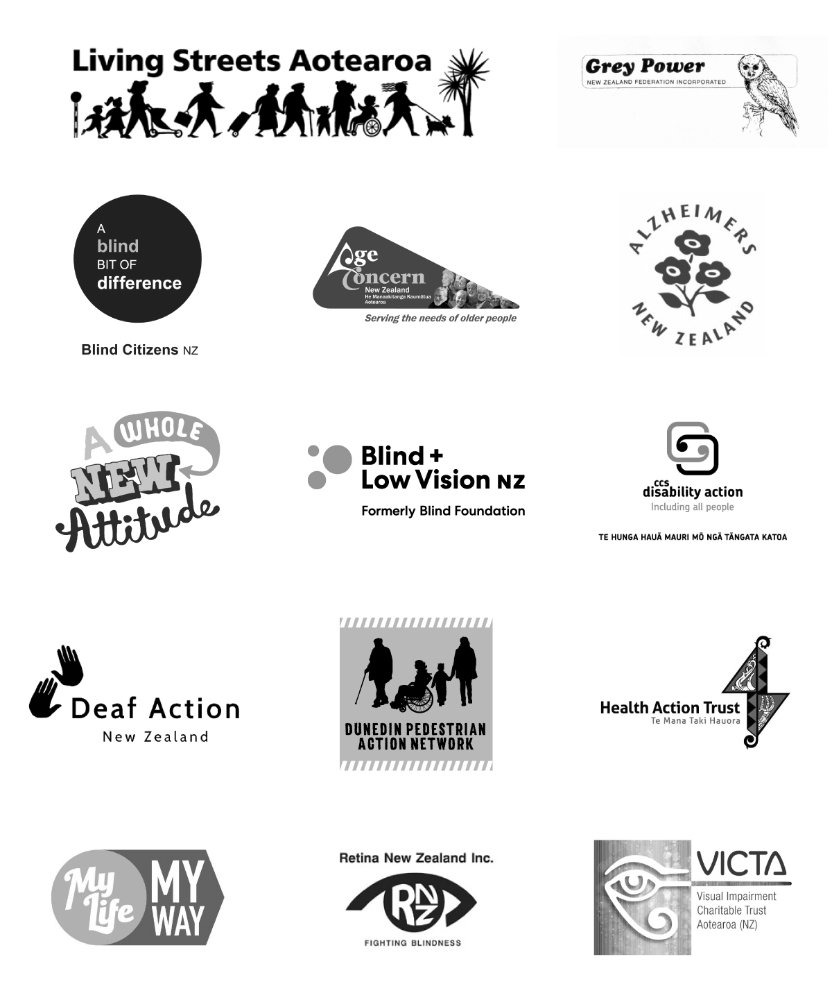 Living Streets Aotearoa
Grey Power
NEW ZEALAND FEDERATION INCORPORATED
A
blind
BIT OF
difference
Blind Citizens NZ
Age
Concern
New Zealand
He Manaakitanga Kaumātua
Aotearoa
Serving the needs of older people
ALZHEIMERS
NEW ZEALAND
A WHOLE
NEW
Attitude
Blind +
Low Vision NZ
Formerly Blind Foundation
ccs
disability action
Including all people
TE HUNGA HAUĀ MAURI MŌ NGĀ TĀNGATA KATOA
Deaf Action
New Zealand
DUNEDIN PEDESTRIAN
ACTION NETWORK
Health Action Trust
Te Mana Taki Hauora
My
Life
MY
WAY
Retina New Zealand Inc.
RNZ
FIGHTING BLINDNESS
VICTA
Visual Impairment
Charitable Trust
Aotearoa (NZ)